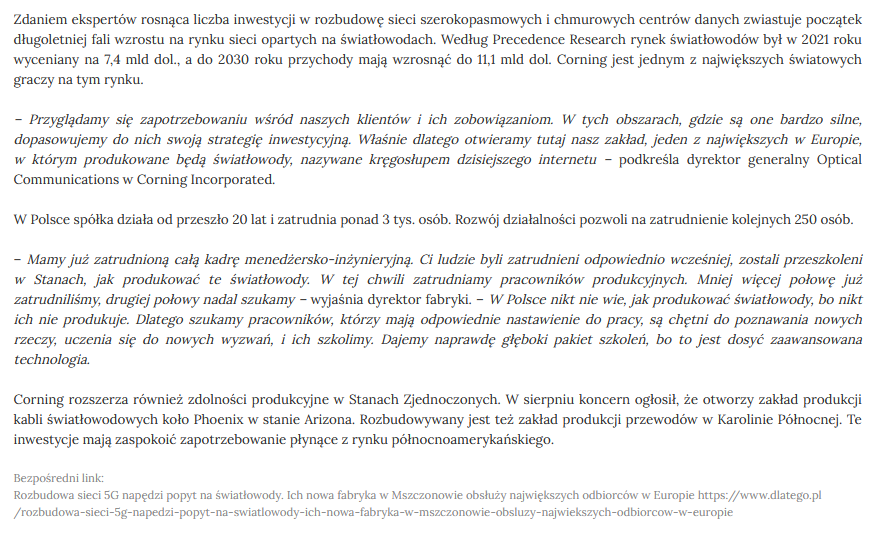 Zdaniem ekspertów rosnąca liczba inwestycji w rozbudowę sieci szerokopasmowych i chmurowych centrów danych zwiastuje początek
długoletniej fali wzrostu na rynku sieci opartych na światłowodach. Według Precedence Research rynek światłowodów był w 2021 roku
wyceniany na 7,4 mld dol., a do 2030 roku przychody mają wzrosnąć do 11,1 mld dol. Corning jest jednym z największych światowych
graczy na tym rynku.
– Przyglądamy się zapotrzebowaniu wśród naszych klientów i ich zobowiązaniom. W tych obszarach, gdzie są one bardzo silne,
dopasowujemy do nich swoją strategię inwestycyjną. Właśnie dlatego otwieramy tutaj nasz zakład, jeden z największych w Europie,
w którym produkowane będą światłowody, nazywane kręgosłupem dzisiejszego internetu – podkreśla dyrektor generalny Optical
Communications w Corning Incorporated.
W Polsce spółka działa od przeszło 20 lat i zatrudnia ponad 3 tys. osób. Rozwój działalności pozwoli na zatrudnienie kolejnych 250 osób.
– Mamy już zatrudnioną całą kadrę menedżersko-inżynieryjną. Ci ludzie byli zatrudnieni odpowiednio wcześniej, zostali przeszkoleni
w Stanach, jak produkować te światłowody. W tej chwili zatrudniamy pracowników produkcyjnych. Mniej więcej połowę już
zatrudniliśmy, drugiej połowy nadal szukamy – wyjaśnia dyrektor fabryki. – W Polsce nikt nie wie, jak produkować światłowody, bo nikt
ich nie produkuje. Dlatego szukamy pracowników, którzy mają odpowiednie nastawienie do pracy, są chętni do poznawania nowych
rzeczy, uczenia się do nowych wyzwań, i ich szkolimy. Dajemy naprawdę głęboki pakiet szkoleń, bo to jest dosyć zaawansowana
technologia.
Corning rozszerza również zdolności produkcyjne w Stanach Zjednoczonych. W sierpniu koncern ogłosił, że otworzy zakład produkcji
kabli światłowodowych koło Phoenix w stanie Arizona. Rozbudowywany jest też zakład produkcji przewodów w Karolinie Północnej. Te
inwestycje mają zaspokoić zapotrzebowanie płynące z rynku północnoamerykańskiego.
Bezpośredni link:
Rozbudowa sieci 5G napędzi popyt na światłowody. Ich nowa fabryka w Mszczonowie obsłuży największych odbiorców w Europie https://www.dlatego.pl
/rozbudowa-sieci-5g-napedzi-popyt-na-swiatlowody-ich-nowa-fabryka-w-mszczonowie-obsluzy-najwiekszych-odbiorcow-w-europie